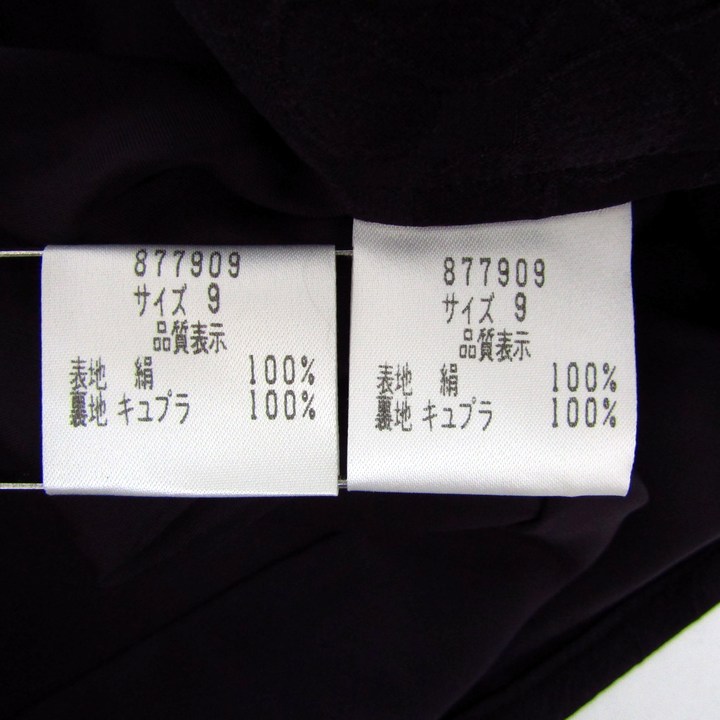 877909
サイズ 9
品質表示
表地 絹 100%
裏地 キュプラ 100%
877909
サイズ 9
品質表示
表地 絹 100%
裏地 キュプラ 100%